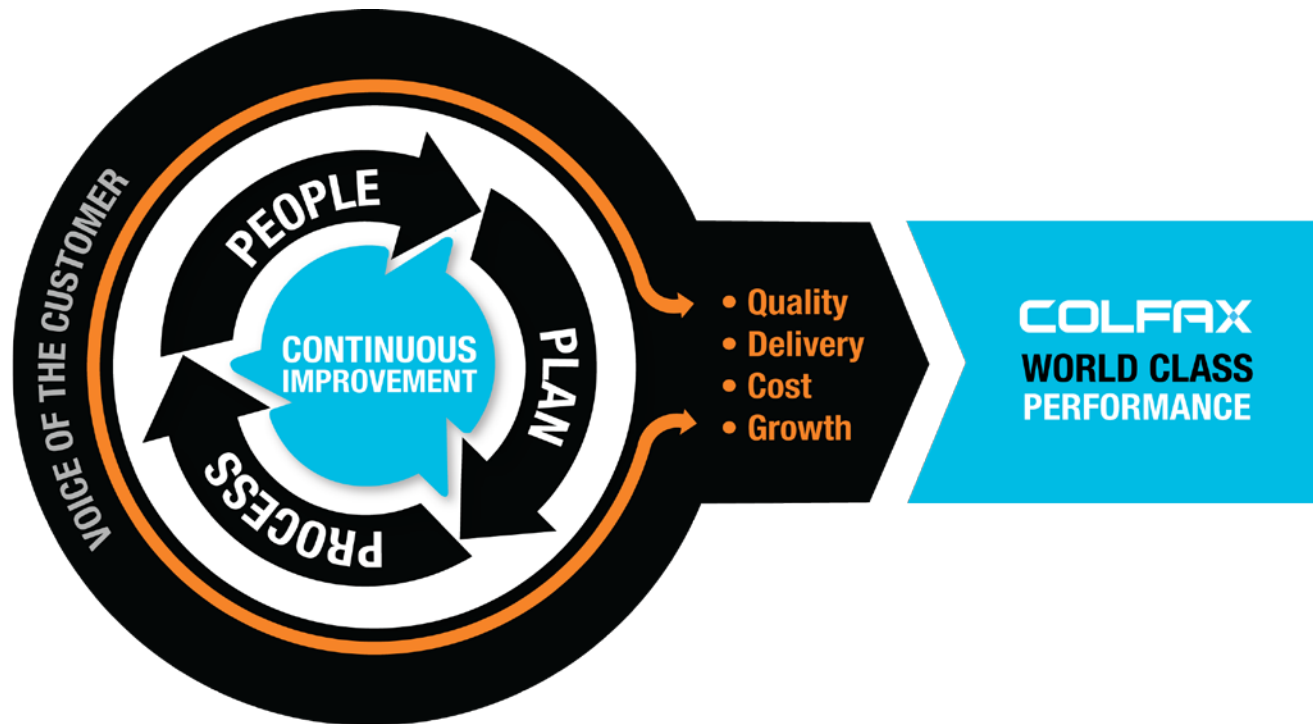 VOICE OF THE CUSTOMER
PEOPLE
PLAN
PROCESS
CONTINUOUS
IMPROVEMENT
• Quality
• Delivery
• Cost
• Growth
COLFAX
WORLD CLASS
PERFORMANCE